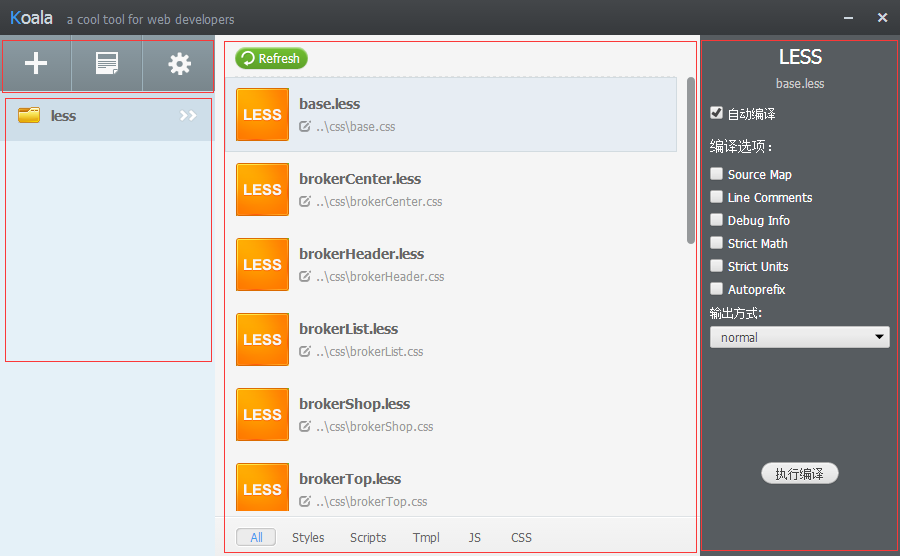 Koala a cool tool for web developers
less
Refresh
LESS
base.less
..\css\base.css
LESS
brokerCenter.less
..\css\brokerCenter.css
LESS
brokerHeader.less
..\css\brokerHeader.css
LESS
brokerList.less
..\css\brokerList.css
LESS
brokerShop.less
..\css\brokerShop.css
LESS
brokerTop.less
..\css\brokerTop.css
All Styles Scripts Tmpl JS CSS
LESS
base.less
自动编译
编译选项：
Source Map
Line Comments
Debug Info
Strict Math
Strict Units
Autoprefix
输出方式:
normal
执行编译